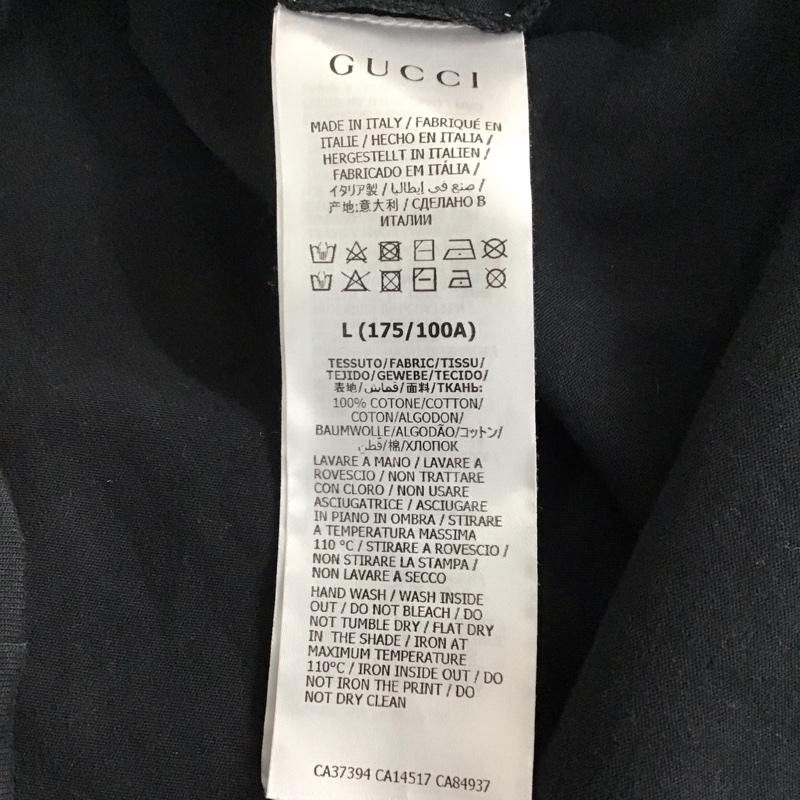 GUCCI
MADE IN ITALY / FABRIQUÉ EN
ITALIE / HECHO EN ITALIA /
HERGESTELLT IN ITALIEN /
FABRICADO EM ITÁLIA /
イタリア製 / صنع في إيطاليا /
产地:意大利 / СДЕЛАНО В
ИТАЛИИ
L (175/100A)
TESSUTO/FABRIC/TISSU/
TEJIDO/GEWEBE/TECIDO/
表地/قماش/面料/ТКАНЬ:
100% COTONE/COTTON/
COTON/ALGODON/
BAUMWOLLE/ALGODÃO/コットン/
قطن/棉/ХЛОПОК
LAVARE A MANO / LAVARE A
ROVESCIO / NON TRATTARE
CON CLORO / NON USARE
ASCIUGATRICE / ASCIUGARE
IN PIANO IN OMBRA / STIRARE
A TEMPERATURA MASSIMA
110 °C / STIRARE A ROVESCIO /
NON STIRARE LA STAMPA /
NON LAVARE A SECCO
HAND WASH / WASH INSIDE
OUT / DO NOT BLEACH / DO
NOT TUMBLE DRY / FLAT DRY
IN THE SHADE / IRON AT
MAXIMUM TEMPERATURE
110°C / IRON INSIDE OUT / DO
NOT IRON THE PRINT / DO
NOT DRY CLEAN
CA37394 CA14517 CA84937